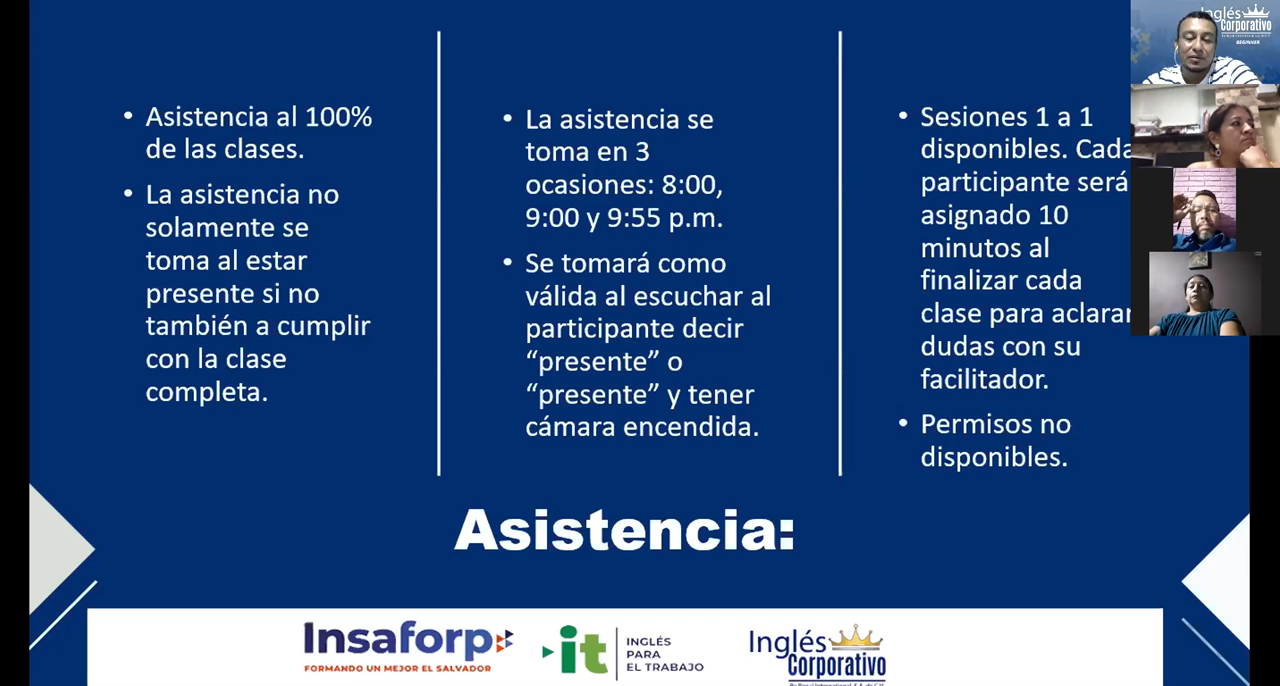 • Asistencia al 100%
de las clases.
• La asistencia no
solamente se
toma al estar
presente si no
también a cumplir
con la clase
completa.
• La asistencia se
toma en 3
ocasiones: 8:00,
9:00 y 9:55 p.m.
• Se tomará como
válida al escuchar al
participante decir
“presente” o
“presente” y tener
cámara encendida.
• Sesiones 1 a 1
disponibles. Cada
participante será
asignado 10
minutos al
finalizar cada
clase para aclarar
dudas con su
facilitador.
• Permisos no
disponibles.
Asistencia:
Insaforp
FORMANDO UN MEJOR EL SALVADOR
it
INGLÉS
PARA
EL TRABAJO
Inglés
Corporativo
Inglés
Corporativo
BEGINNER